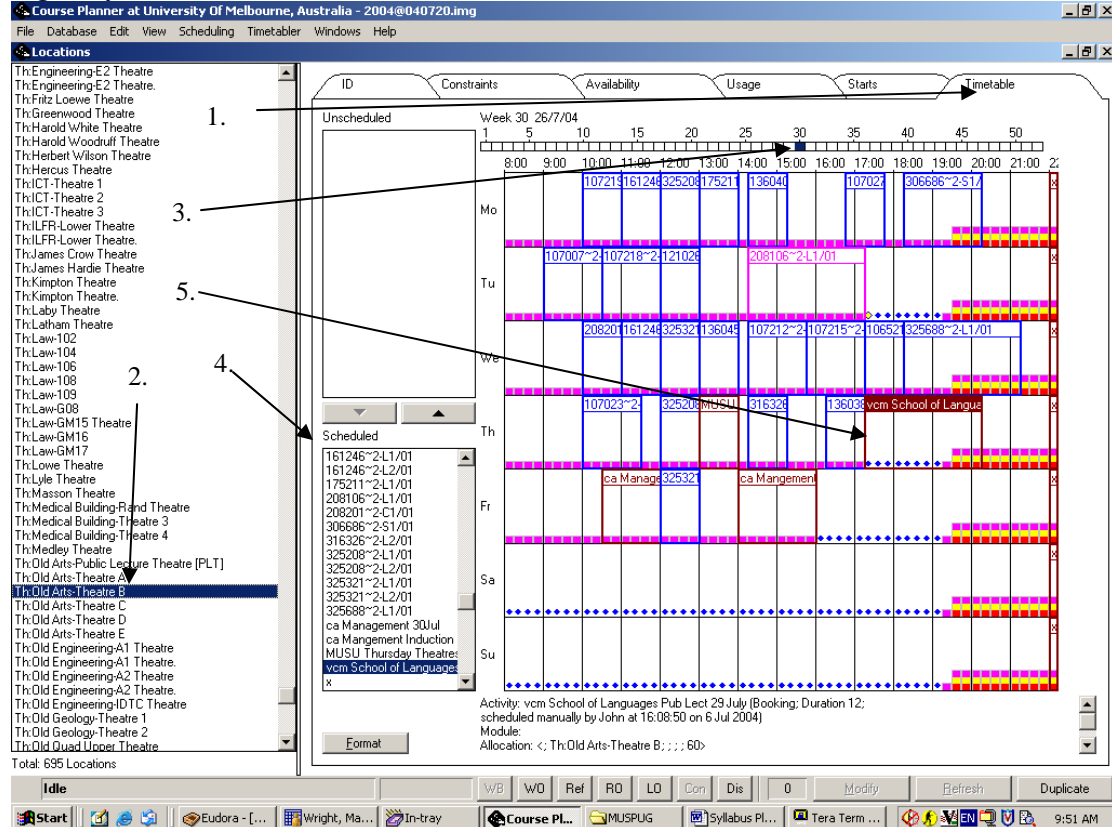 Course Planner at University Of Melbourne, Australia - 2004@040720.img
File Database Edit View Scheduling Timetabler Windows Help
Locations
Th:Engineering-E2 Theatre
Th:Engineering-E2 Theatre.
Th:Fritz Loewe Theatre
Th:Greenwood Theatre
Th:Harold White Theatre
Th:Harold Woodruff Theatre
Th:Herbert Wilson Theatre
Th:Hercus Theatre
Th:ICT-Theatre 1
Th:ICT-Theatre 2
Th:ICT-Theatre 3
Th:ILFR-Lower Theatre
Th:ILFR-Lower Theatre.
Th:James Crow Theatre
Th:James Hardie Theatre
Th:Kimpton Theatre
Th:Kimpton Theatre.
Th:Laby Theatre
Th:Latham Theatre
Th:Law-102
Th:Law-104
Th:Law-106
Th:Law-108
Th:Law-109
Th:Law-G08
Th:Law-GM15 Theatre
Th:Law-GM16
Th:Law-GM17
Th:Lowe Theatre
Th:Lyle Theatre
Th:Masson Theatre
Th:Medical Building-Rand Theatre
Th:Medical Building-Theatre 3
Th:Medical Building-Theatre 4
Th:Medley Theatre
Th:Old Arts-Public Lecture Theatre [PLT]
Th:Old Arts-Theatre A
Th:Old Arts-Theatre B
Th:Old Arts-Theatre C
Th:Old Arts-Theatre D
Th:Old Arts-Theatre E
Th:Old Engineering-A1 Theatre
Th:Old Engineering-A1 Theatre.
Th:Old Engineering-A2 Theatre
Th:Old Engineering-A2 Theatre.
Th:Old Engineering-IDTC Theatre
Th:Old Geology-Theatre 1
Th:Old Geology-Theatre 2
Th:Old Quad Upper Theatre
Total: 695 Locations
1.
2.
3.
4.
5.
ID Constraints Availability Usage Starts Timetable
Unscheduled
Week 30 26/7/04
1 5 10 15 20 25 30 35 40 45 50
8:00 9:00 10:00 11:00 12:00 13:00 14:00 15:00 16:00 17:00 18:00 19:00 20:00 21:00 22
Mo 107219 161246 325208 175211 136040 107027 306686~2-S1/ x
Tu 107007~2- 107218~2- 121026 208106~2-L1/01 x
We 208201 161246 325321 136045 107212~2- 107215~2- 106521 325688~2-L1/01 x
Th 107023~2- 325208 MUSU 316326 136038 vcm School of Langua x
Fr ca Manage 325321 ca Mangement x
Sa x
Su x
Scheduled
161246~2-L1/01
161246~2-L2/01
175211~2-L1/01
208106~2-L1/01
208201~2-C1/01
306686~2-S1/01
316326~2-L2/01
325208~2-L1/01
325208~2-L2/01
325321~2-L1/01
325321~2-L2/01
325688~2-L1/01
ca Management 30Jul
ca Mangement Induction
MUSU Thursday Theatres
vcm School of Languages
x
Format
Activity: vcm School of Languages Pub Lect 29 July (Booking; Duration 12;
scheduled manually by John at 16:08:50 on 6 Jul 2004)
Module:
Allocation: <; Th:Old Arts-Theatre B; ; ; ; 60>
Idle WB WO Ref RO LO Con Dis 0 Modify Refresh Duplicate
Start Eudora - [... Wright, Ma... In-tray Course Pl... MUSPUG Syllabus Pl... Tera Term ... EN 9:51 AM